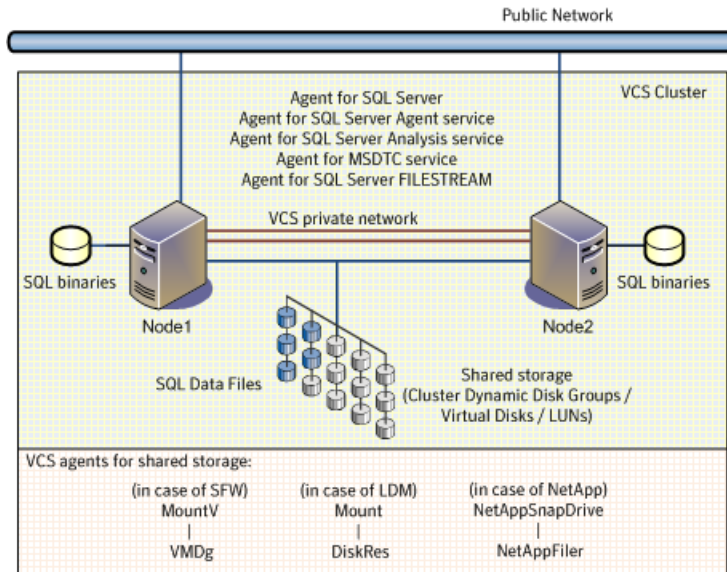 Public Network
VCS Cluster
Agent for SQL Server
Agent for SQL Server Agent service
Agent for SQL Server Analysis service
Agent for MSDTC service
Agent for SQL Server FILESTREAM
VCS private network
SQL binaries
SQL binaries
Node1
Node2
SQL Data Files
Shared storage
(Cluster Dynamic Disk Groups /
Virtual Disks / LUNs)
VCS agents for shared storage:
(in case of SFW)
MountV
|
VMDg
(in case of LDM)
Mount
|
DiskRes
(in case of NetApp)
NetAppSnapDrive
|
NetAppFiler